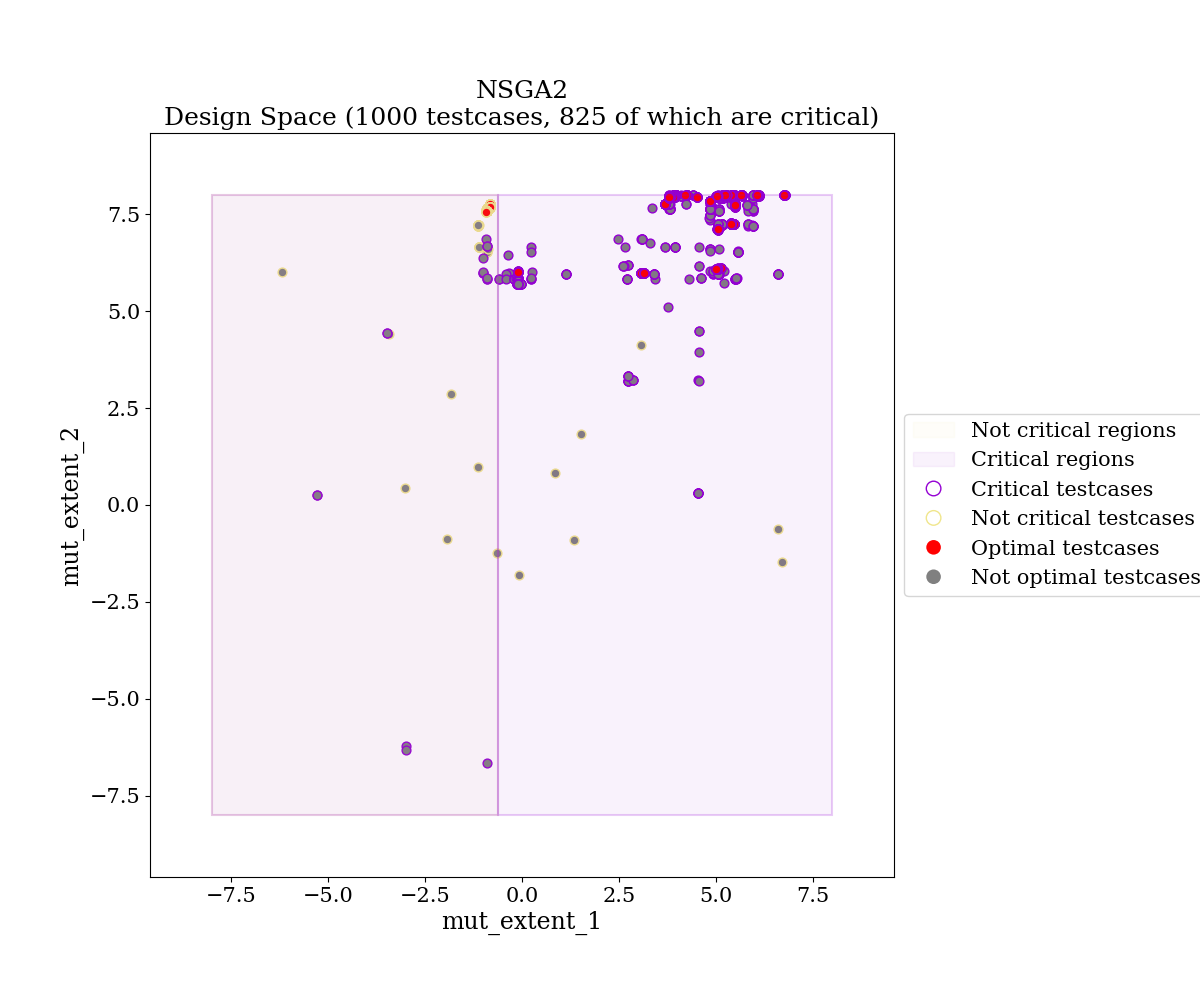 NSGA2
Design Space (1000 testcases, 825 of which are critical)
7.5
5.0
2.5
0.0
−2.5
−5.0
−7.5
mut_extent_2
−7.5 −5.0 −2.5 0.0 2.5 5.0 7.5
mut_extent_1
Not critical regions
Critical regions
Critical testcases
Not critical testcases
Optimal testcases
Not optimal testcases